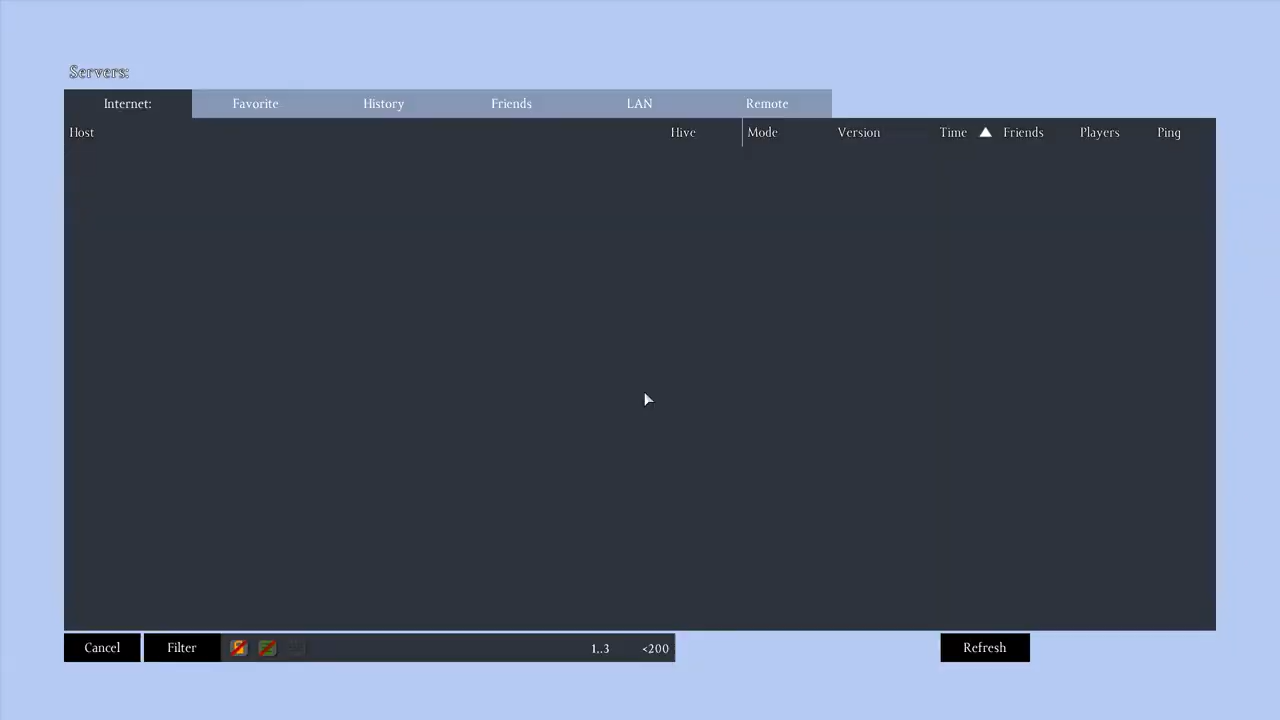 Servers:
Internet: Favorite History Friends LAN Remote
Host Hive Mode Version Time Friends Players Ping
Cancel Filter 1..3 <200 Refresh